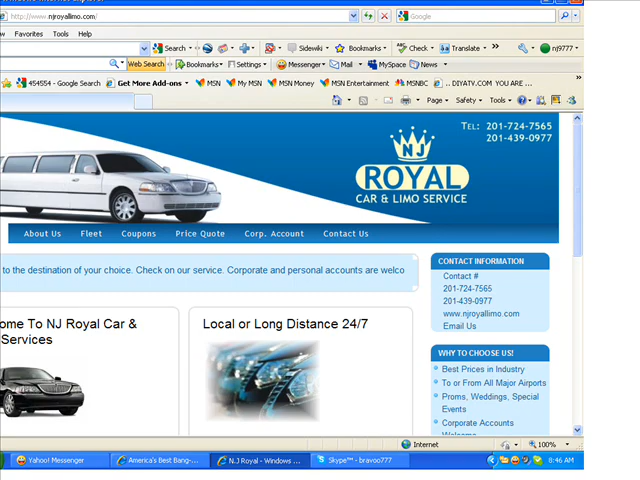 http://www.njroyallimo.com/
Google
Favorites Tools Help
Search Sidewiki Bookmarks Check Translate nj9777
Web Search Bookmarks Settings Messenger Mail MySpace News
454554 - Google Search Get More Add-ons MSN My MSN MSN Money MSN Entertainment MSNBC .. DIYATV.COM YOU ARE ...
Page Safety Tools
TEL: 201-724-7565
201-439-0977
NJ
ROYAL
CAR & LIMO SERVICE
About Us Fleet Coupons Price Quote Corp. Account Contact Us
to the destination of your choice. Check on our service. Corporate and personal accounts are welco
ome To NJ Royal Car &
Services
Local or Long Distance 24/7
CONTACT INFORMATION
Contact #
201-724-7565
201-439-0977
www.njroyallimo.com
Email Us
WHY TO CHOOSE US!
Best Prices in Industry
To or From All Major Airports
Proms, Weddings, Special
Events
Corporate Accounts
Welcome
Internet 100%
Yahoo! Messenger America's Best Bang-... N.J Royal - Windows ... Skype™ - bravoo777 8:46 AM